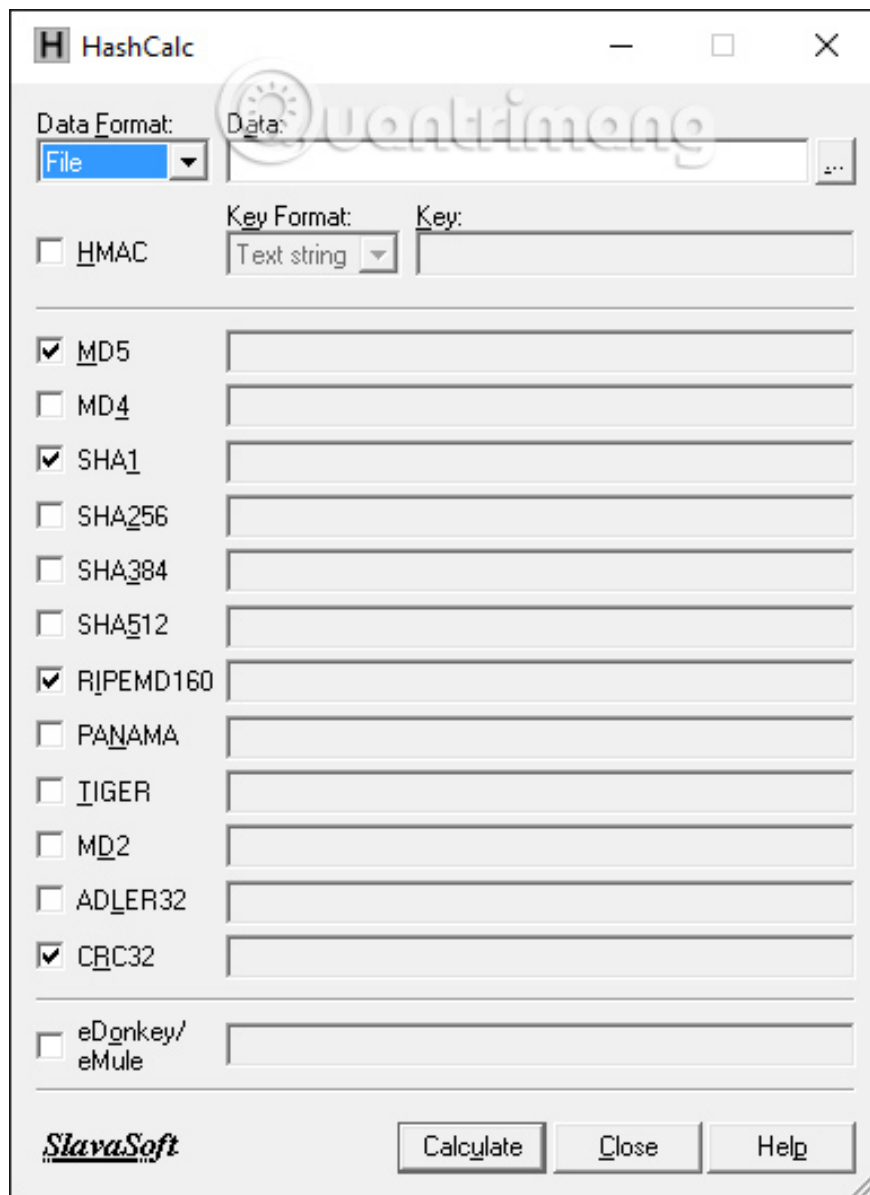 HashCalc
Data Format: Data:
File ...
Key Format: Key:
HMAC Text string
MD5
MD4
SHA1
SHA256
SHA384
SHA512
RIPEMD160
PANAMA
TIGER
MD2
ADLER32
CRC32
eDonkey/
eMule
SlavaSoft Calculate Close Help
Quantrimang